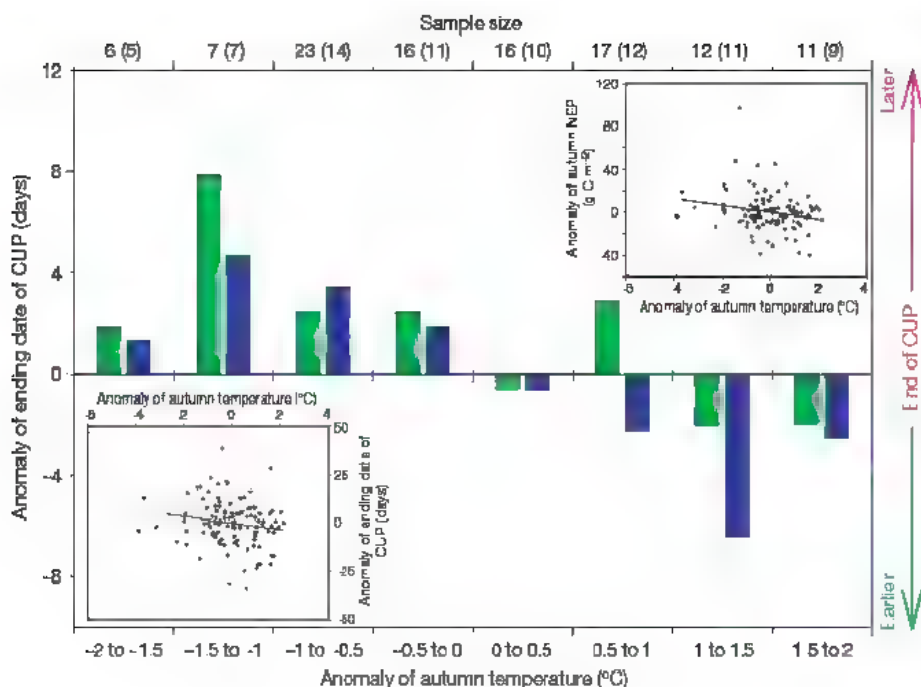 Sample size
6 (5) 7 (7) 23 (14) 16 (11) 16 (10) 17 (12) 12 (11) 11 (9)
12
8
4
0
-4
-8
Anomaly of ending date of CUP (days)
-2 to -1.5 -1.5 to -1 -1 to -0.5 -0.5 to 0 0 to 0.5 0.5 to 1 1 to 1.5 1 5 to 2
Anomaly of autumn temperature (°C)
Later
End of CUP
Earlier
Anomaly of autumn NEP
(g C m-2)
120
80
40
0
40
-6 -4 -2 0 2 4
Anomaly of autumn temperature (°C)
Anomaly of autumn temperature (°C)
-4 0 4
50
25
0
-25
-50
Anomaly of ending date of
CUP (days)